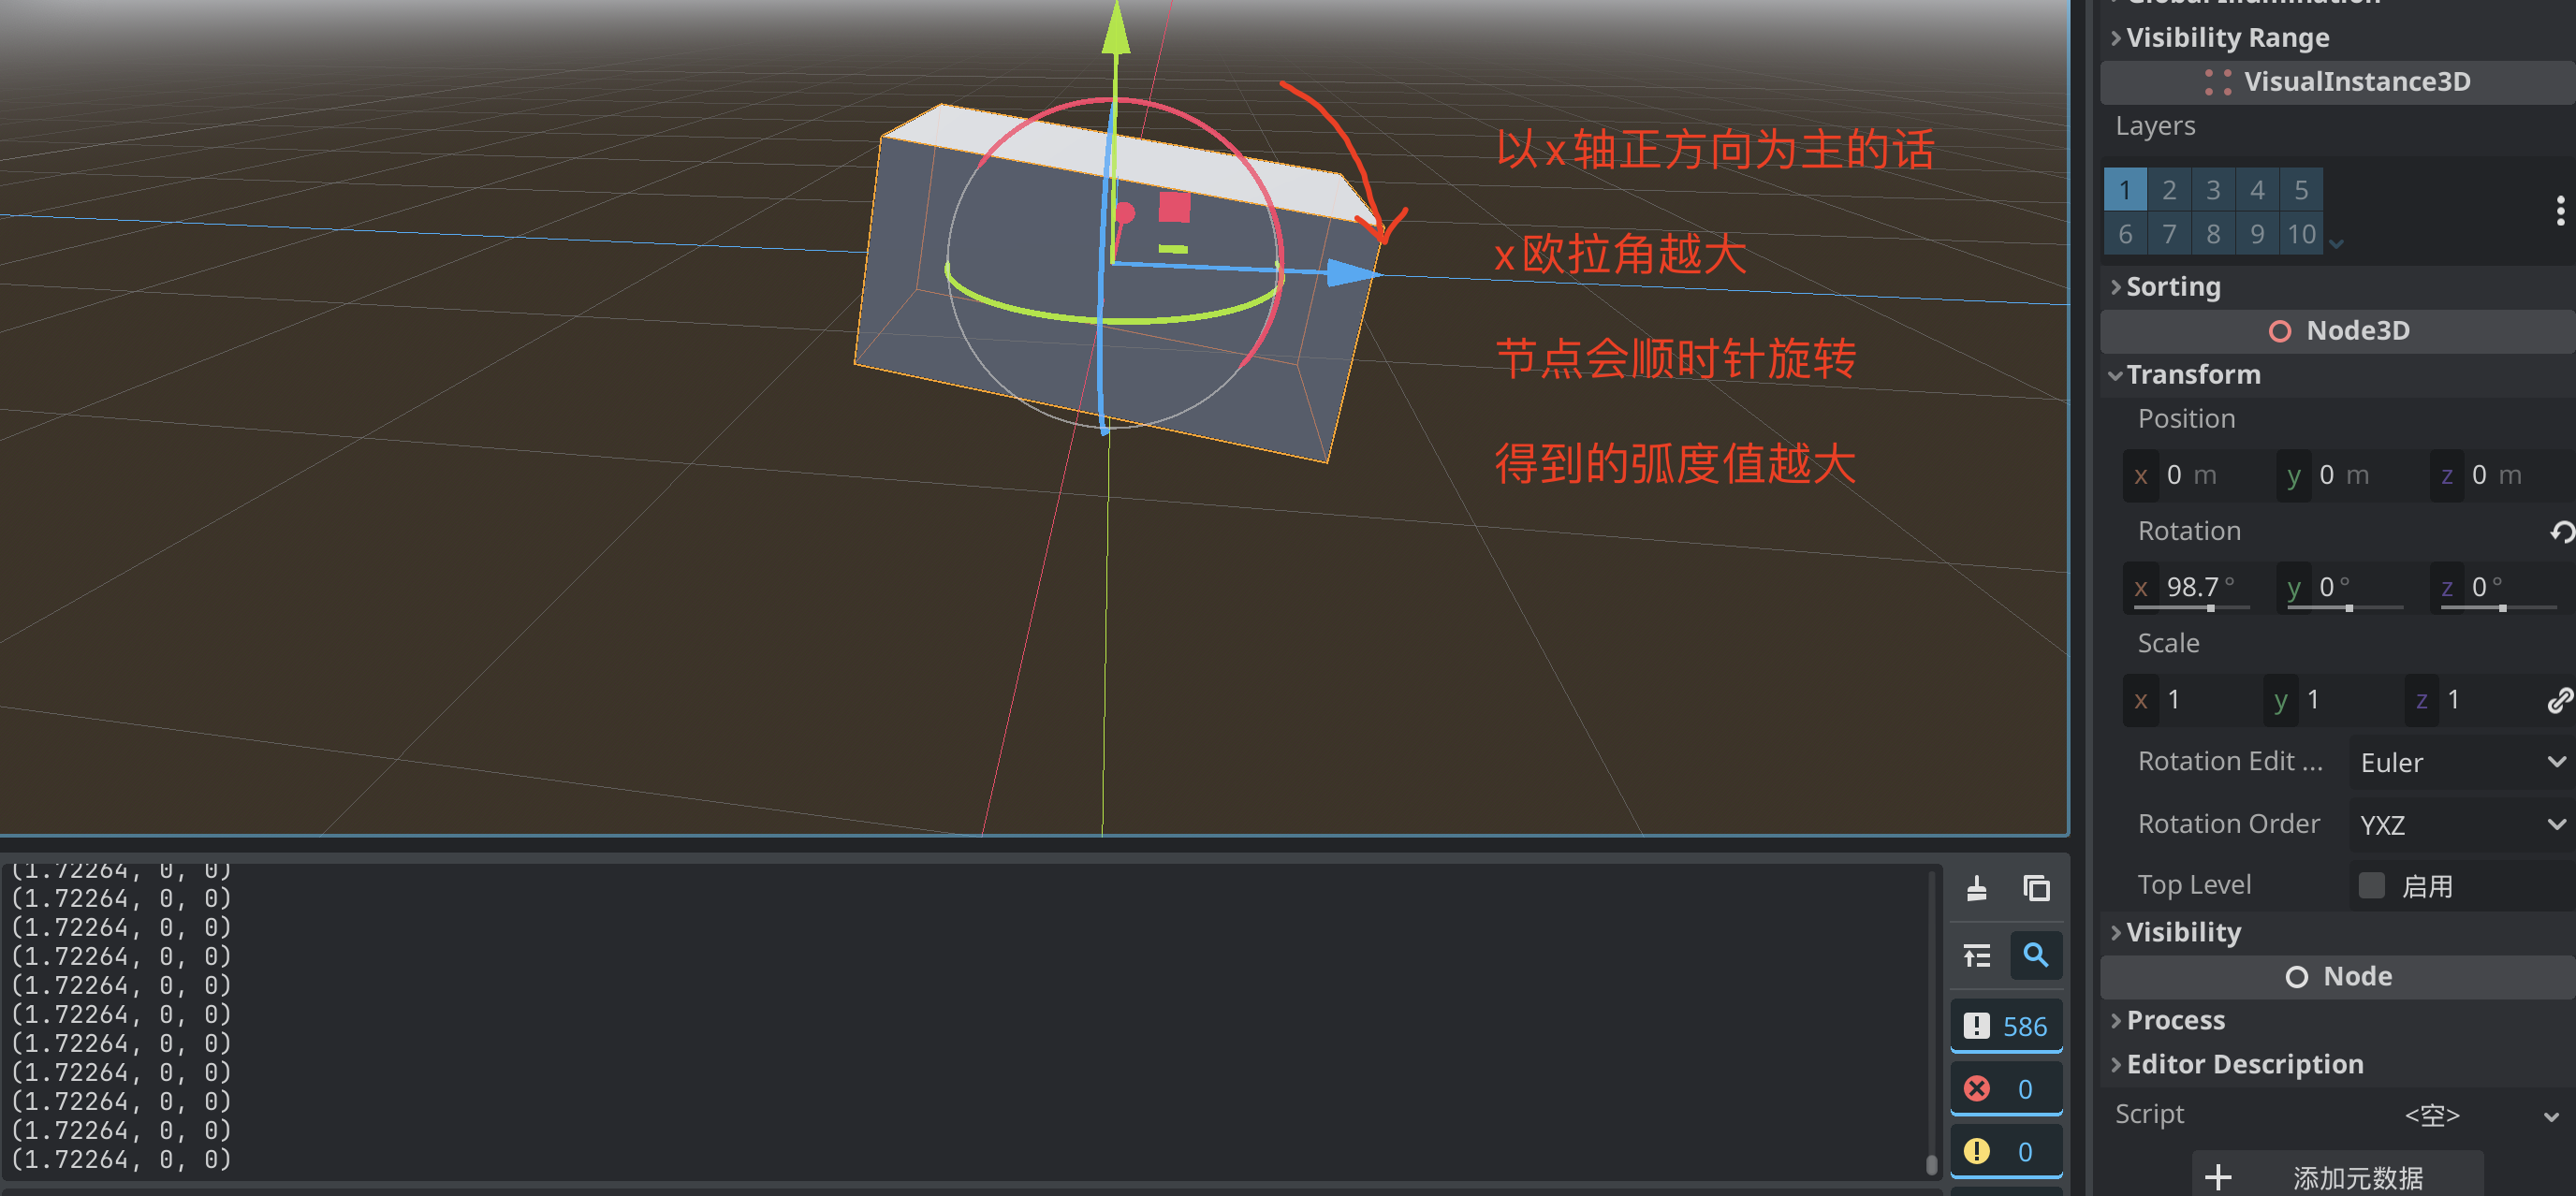 以x轴正方向为主的话
x欧拉角越大
节点会顺时针旋转
得到的弧度值越大
Visibility Range
VisualInstance3D
Layers
1 2 3 4 5
6 7 8 9 10
Sorting
Node3D
Transform
Position
x 0 m y 0 m z 0 m
Rotation
x 98.7° y 0° z 0°
Scale
x 1 y 1 z 1
Rotation Edit ... Euler
Rotation Order YXZ
Top Level 启用
Visibility
Node
Process
Editor Description
Script <空>
添加元数据
(1.72264, 0, 0)
(1.72264, 0, 0)
(1.72264, 0, 0)
(1.72264, 0, 0)
(1.72264, 0, 0)
(1.72264, 0, 0)
(1.72264, 0, 0)
(1.72264, 0, 0)
(1.72264, 0, 0)
(1.72264, 0, 0)
(1.72264, 0, 0)
586
0
0